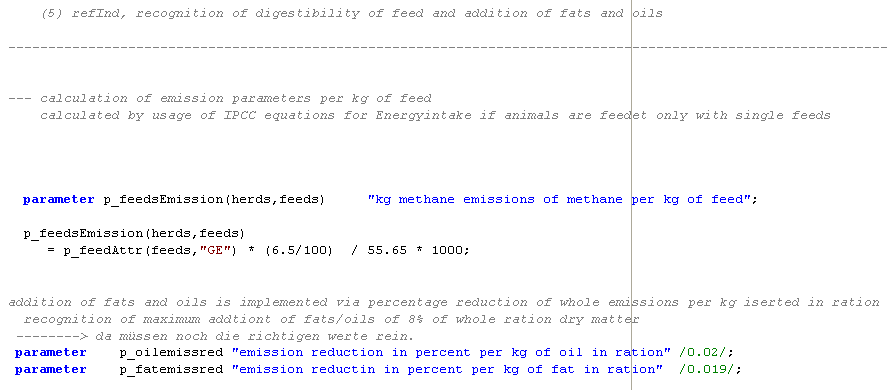 (5) refInd, recognition of digestibility of feed and addition of fats and oils
--- calculation of emission parameters per kg of feed
calculated by usage of IPCC equations for Energyintake if animals are feedet only with single feeds
parameter p_feedsEmission(herds,feeds) "kg methane emissions of methane per kg of feed";
p_feedsEmission(herds,feeds)
= p_feedAttr(feeds,"GE") * (6.5/100) / 55.65 * 1000;
addition of fats and oils is implemented via percentage reduction of whole emissions per kg iserted in ration
recognition of maximum addtiont of fats/oils of 8% of whole ration dry matter
--------> da müssen noch die richtigen werte rein.
parameter p_oilemissred "emission reduction in percent per kg of oil in ration" /0.02/;
parameter p_fatemissred "emission reductin in percent per kg of fat in ration" /0.019/;